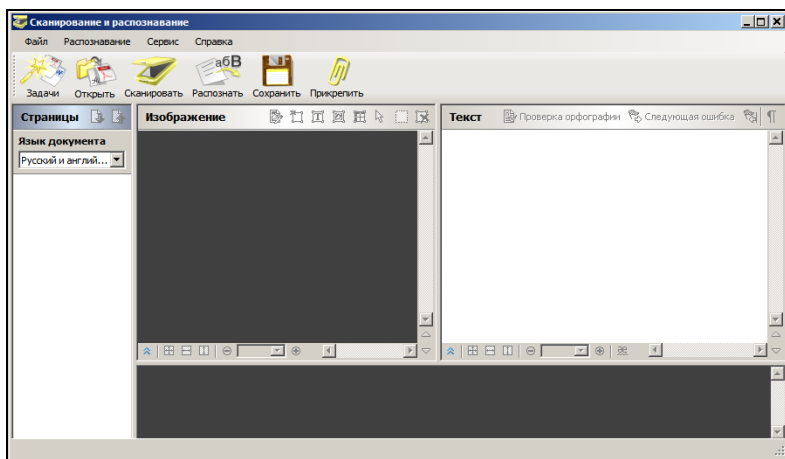 Сканирование и распознавание
Файл Распознавание Сервис Справка
абВ
Задачи Открыть Сканировать Распознать Сохранить Прикрепить
Страницы Изображение Текст Проверка орфографии Следующая ошибка ¶
Язык документа
Русский и англий...